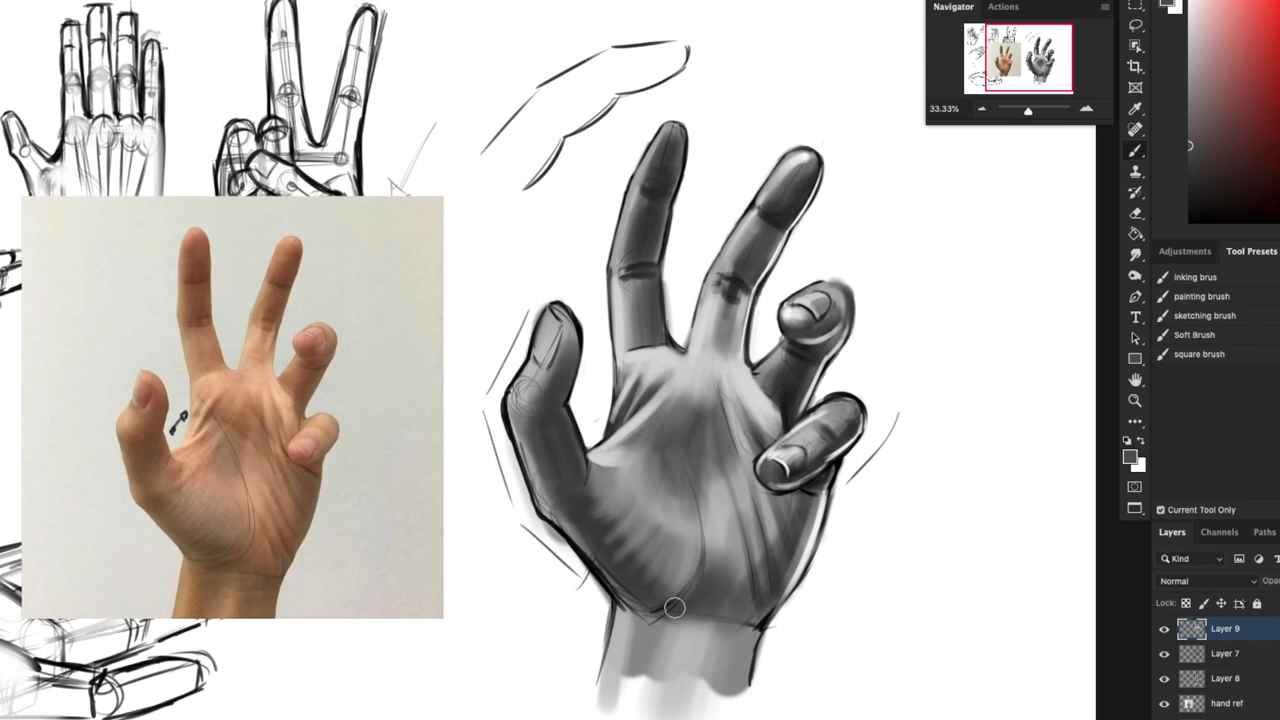 Navigator Actions
33.33%
Adjustments Tool Presets
inking brus
painting brush
sketching brush
Soft Brush
square brush
Current Tool Only
Layers Channels Paths
Kind
Normal Opa
Lock:
Layer 9
Layer 7
Layer 8
hand ref